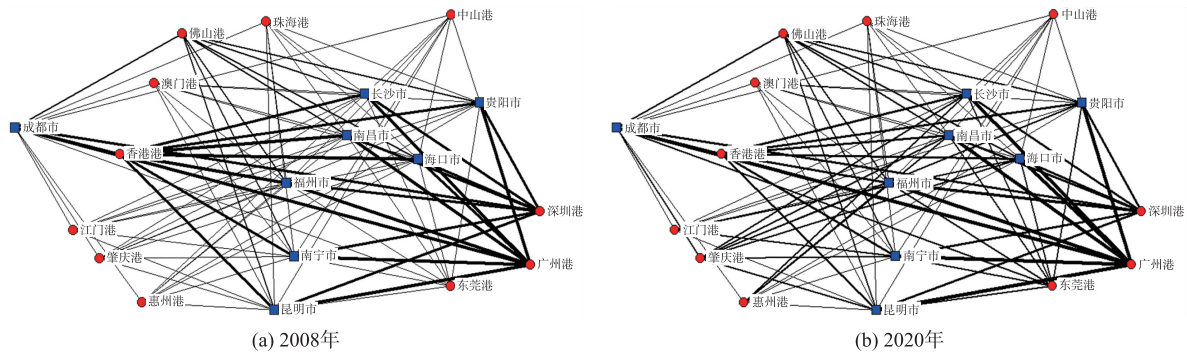 珠海港
中山港
佛山港
澳门港
长沙市
贵阳市
成都市
南昌市
香港港
海口市
福州市
深圳港
江门港
肇庆港
南宁市
广州港
东莞港
惠州港
昆明市
(a) 2008年
珠海港
中山港
佛山港
澳门港
长沙市
贵阳市
成都市
南昌市
香港港
海口市
福州市
深圳港
江门港
肇庆港
南宁市
广州港
东莞港
惠州港
昆明市
(b) 2020年